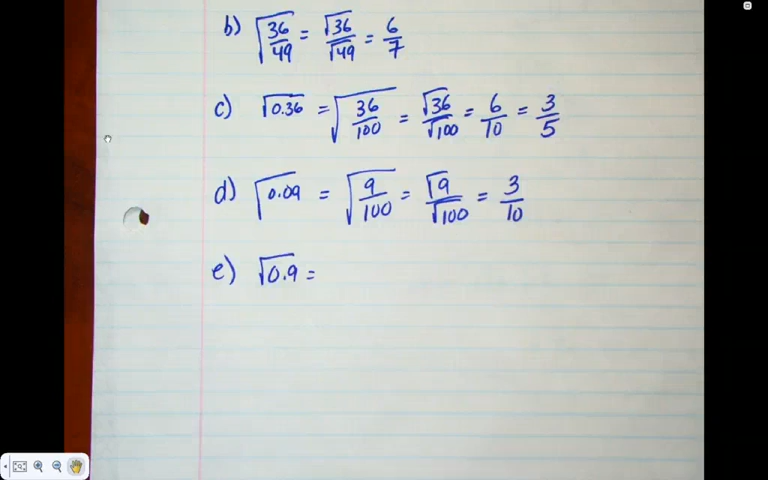 b) √36/49 = √36/√49 = 6/7
c) √0.36 = √36/100 = √36/√100 = 6/10 = 3/5
d) √0.09 = √9/100 = √9/√100 = 3/10
e) √0.9 =